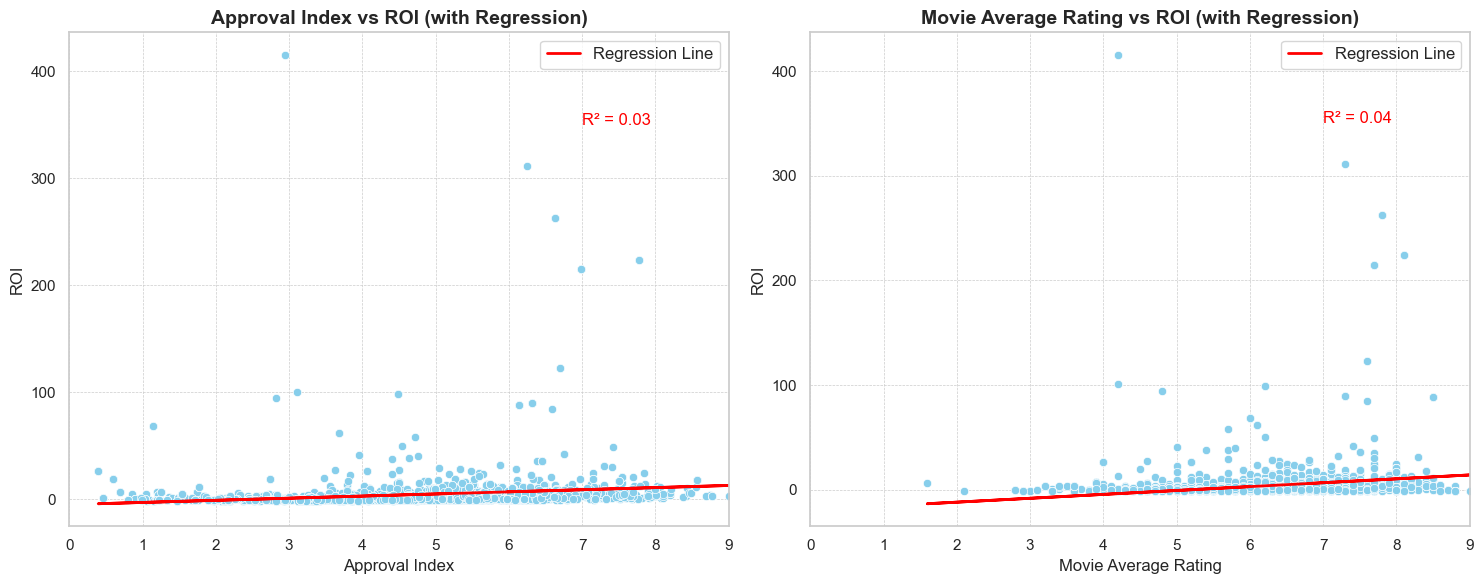 Approval Index vs ROI (with Regression)
Regression Line
R² = 0.03
400
300
200
100
0
ROI
0 1 2 3 4 5 6 7 8 9
Approval Index
Movie Average Rating vs ROI (with Regression)
Regression Line
R² = 0.04
400
300
200
100
0
ROI
0 1 2 3 4 5 6 7 8 9
Movie Average Rating